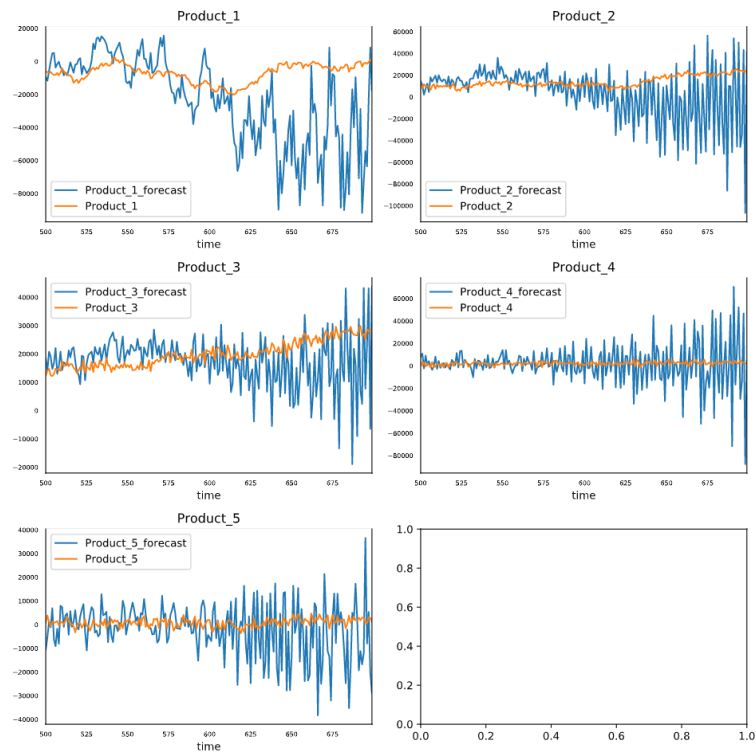 Product_1
20000
0
−20000
−40000
−60000
−80000
Product_1_forecast
Product_1
500 525 550 575 600 625 650 675
time
Product_2
60000
40000
20000
0
−20000
−40000
−60000
−80000
−100000
Product_2_forecast
Product_2
500 525 550 575 600 625 650 675
time
Product_3
40000
30000
20000
10000
0
−10000
−20000
Product_3_forecast
Product_3
500 525 550 575 600 625 650 675
time
Product_4
60000
40000
20000
0
−20000
−40000
−60000
−80000
Product_4_forecast
Product_4
500 525 550 575 600 625 650 675
time
Product_5
40000
30000
20000
10000
0
−10000
−20000
−30000
−40000
Product_5_forecast
Product_5
500 525 550 575 600 625 650 675
time
1.0
0.8
0.6
0.4
0.2
0.0
0.0 0.2 0.4 0.6 0.8 1.0